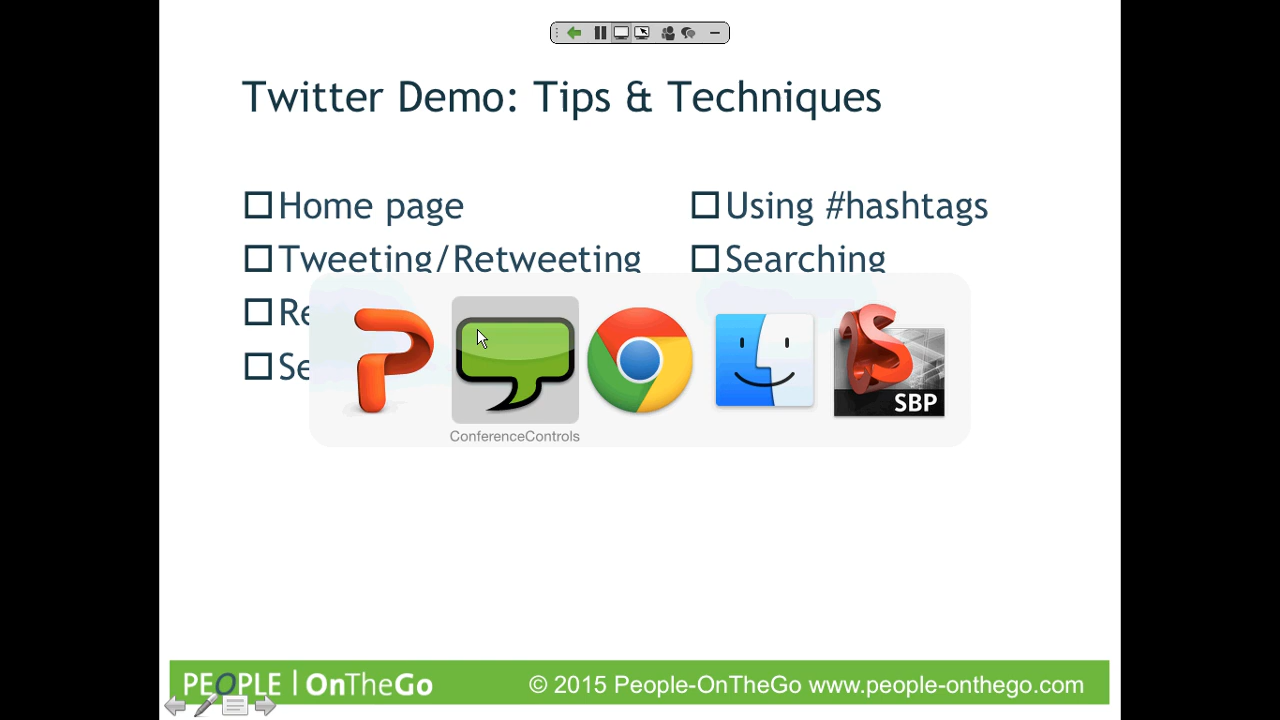 Twitter Demo: Tips & Techniques
Home page
Tweeting/Retweeting
Re
Se
Using #hashtags
Searching
SBP
ConferenceControls
PEOPLE | OnTheGo
© 2015 People-OnTheGo www.people-onthego.com